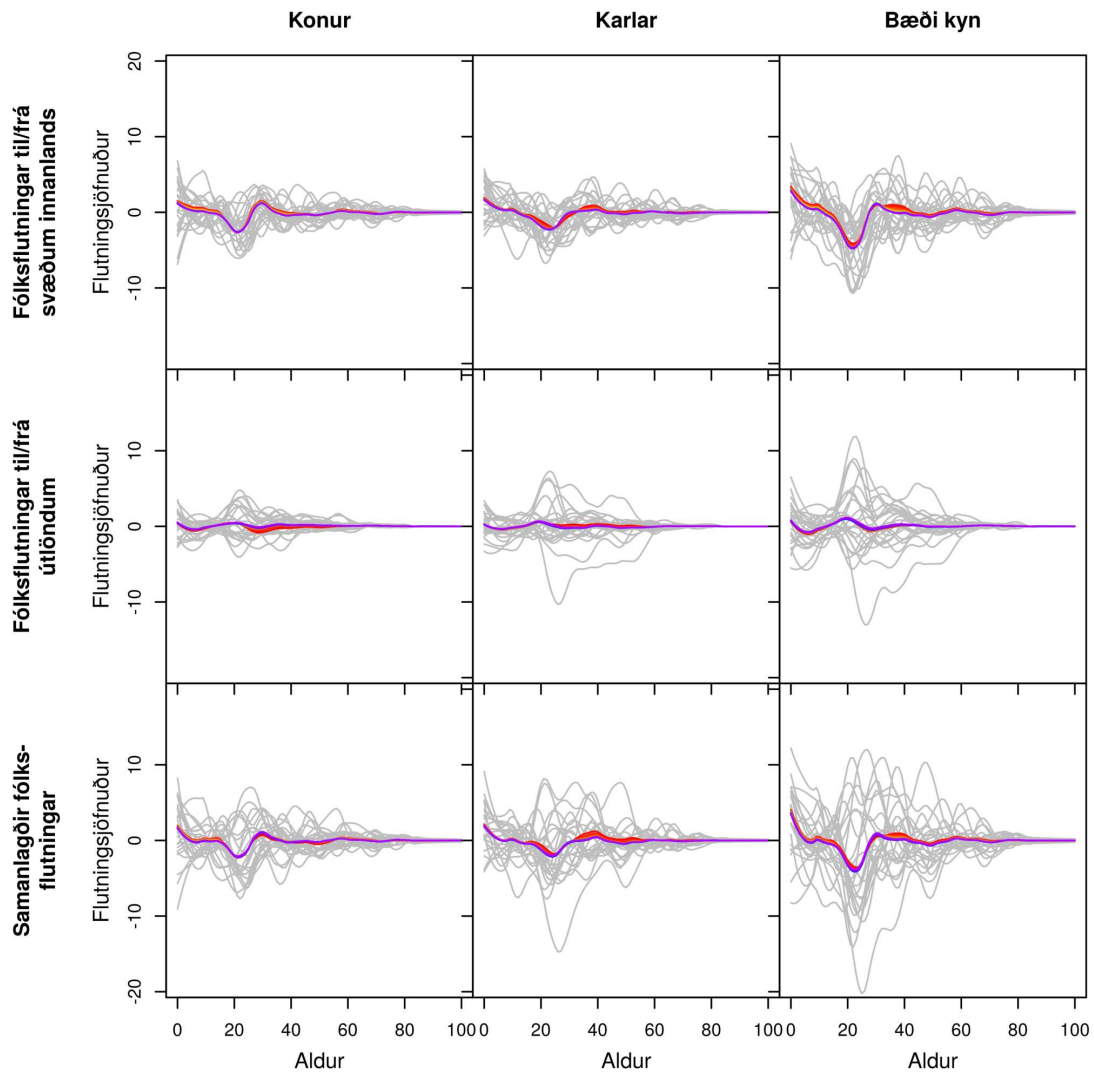 Konur
Karlar
Bæði kyn
Fólksflutningar til/frá
svæðum innanlands
Flutningsjöfnuður
20
10
0
-10
Fólksflutningar til/frá
útlöndum
Flutningsjöfnuður
10
0
-10
Samanlagðir fólks-
flutningar
Flutningsjöfnuður
10
0
-10
-20
0 20 40 60 80 100
0 20 40 60 80 100
0 20 40 60 80 100
Aldur
Aldur
Aldur